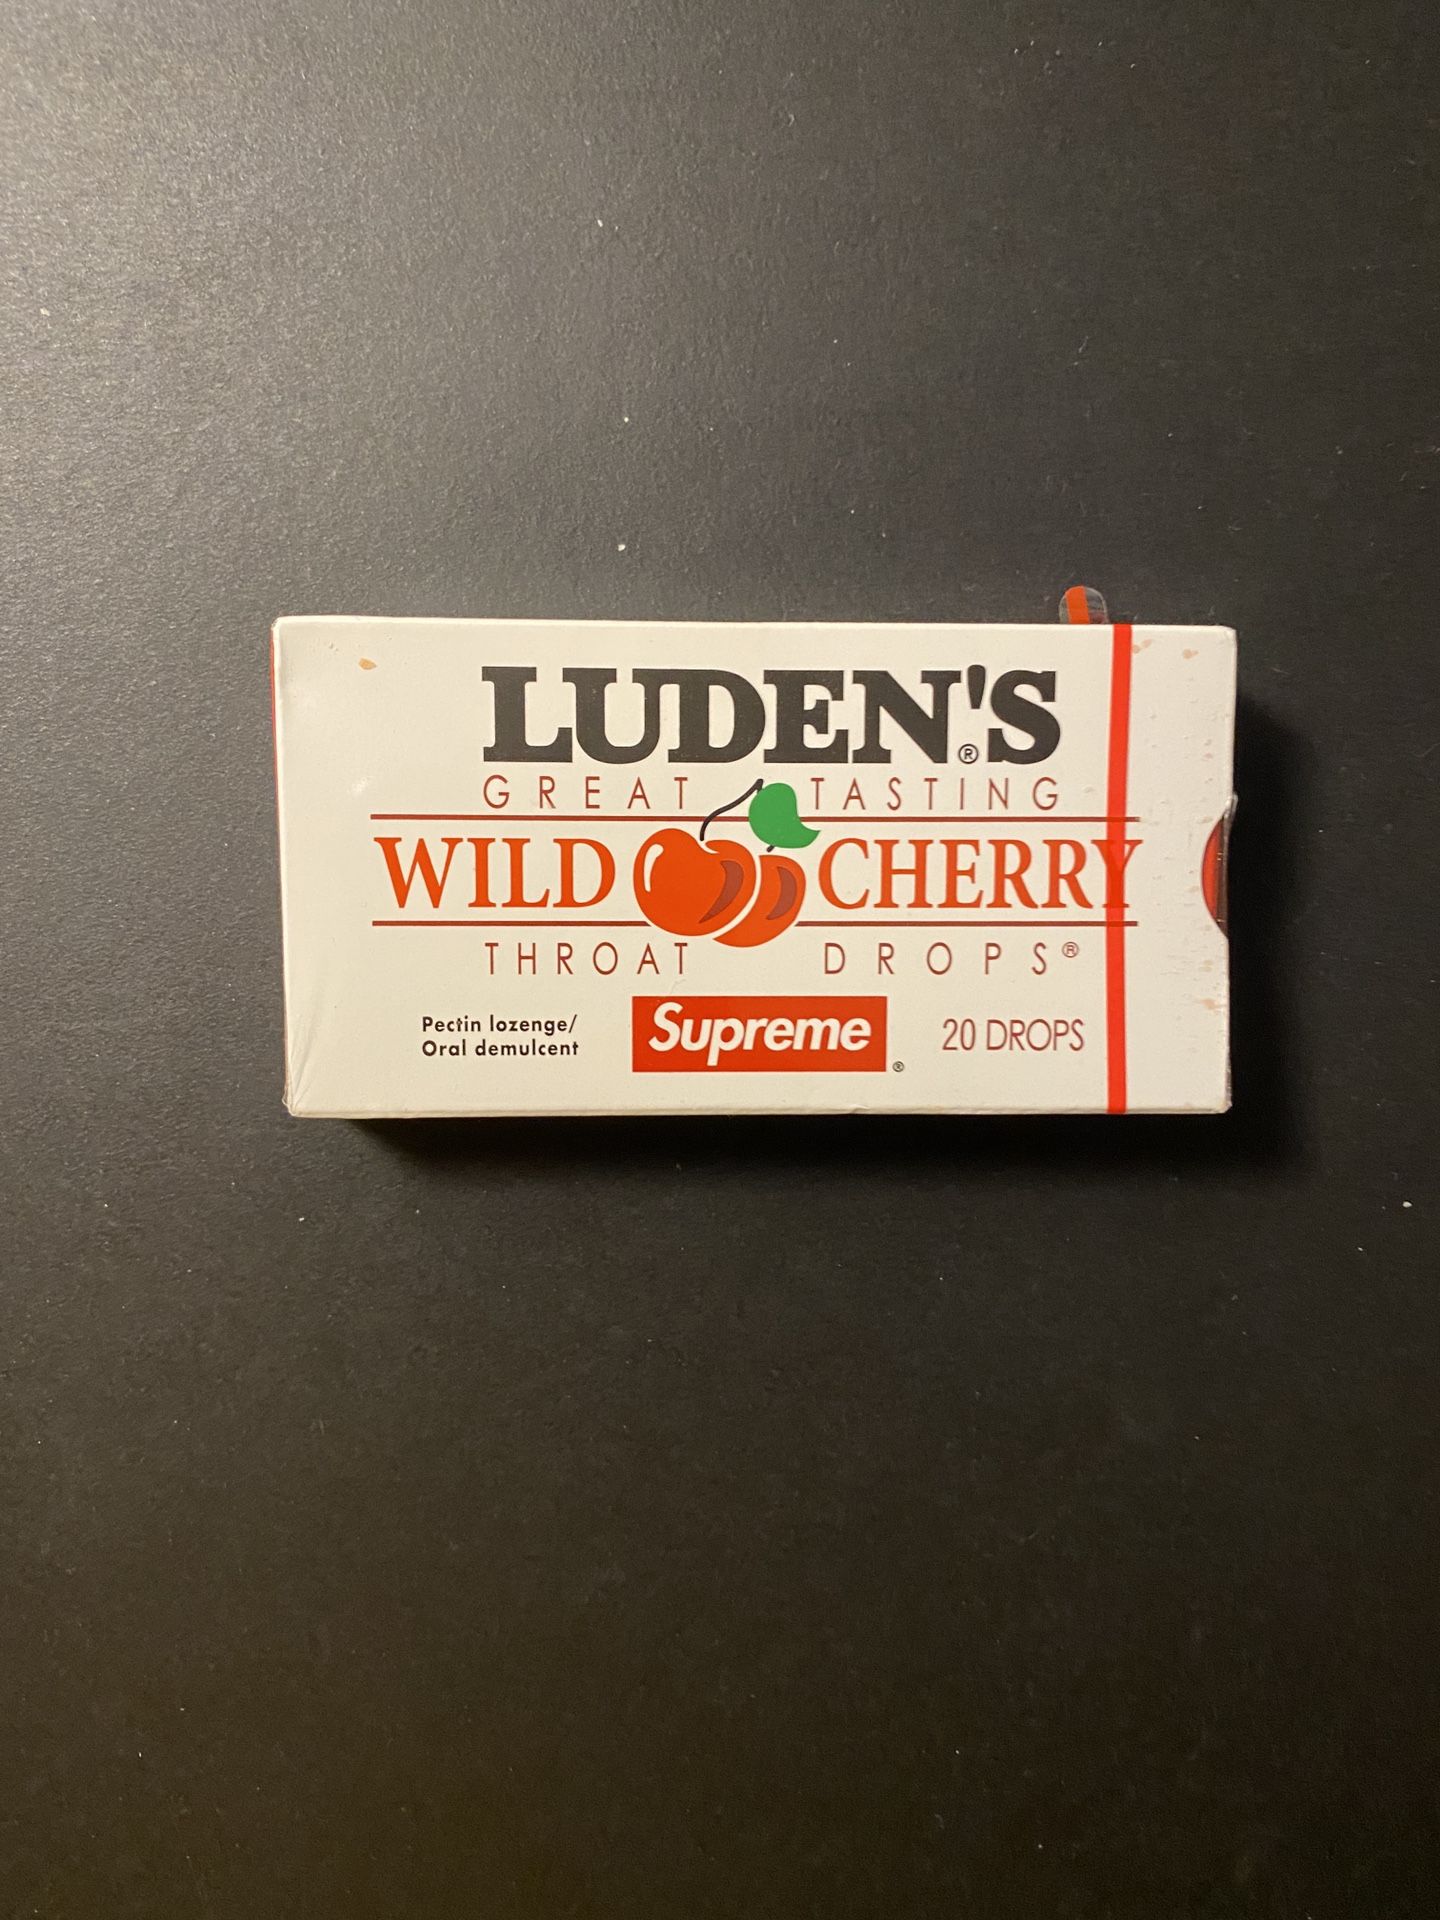 LUDEN'S®
GREAT TASTING
WILD CHERRY
THROAT DROPS®
Pectin lozenge/
Oral demulcent
Supreme®
20 DROPS